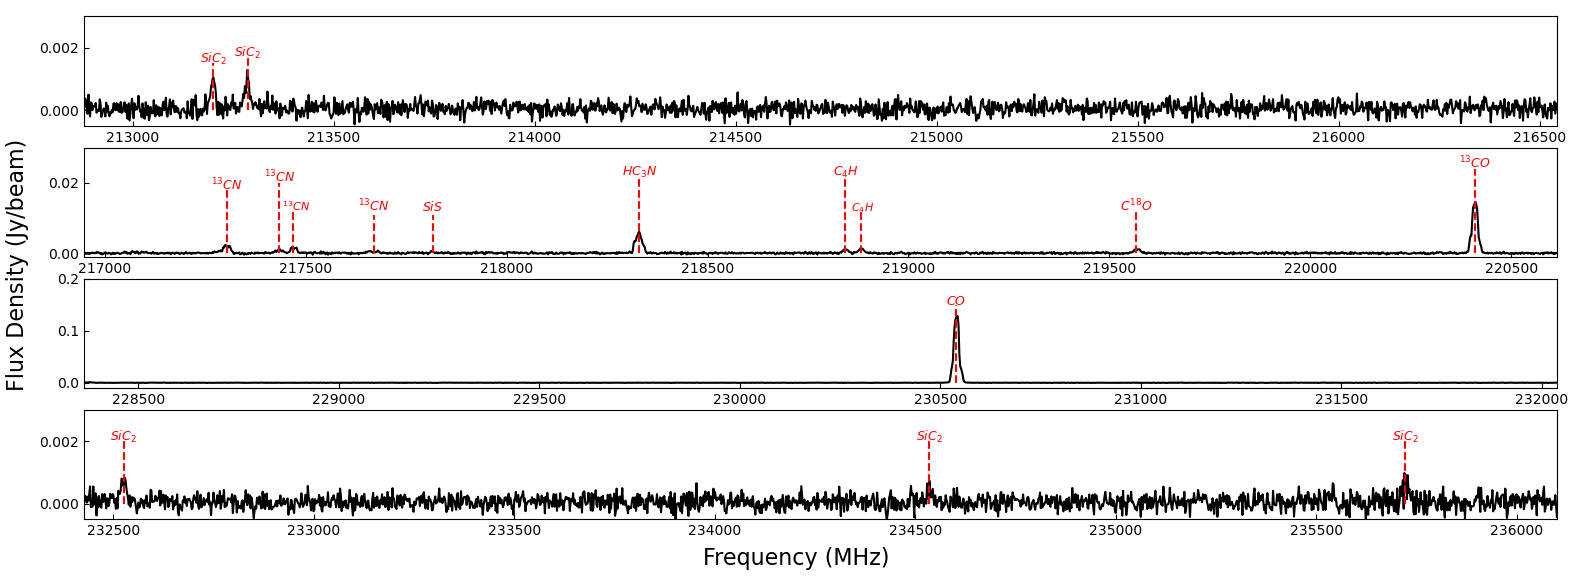 SiC₂ SiC₂
0.002
0.000
213000 213500 214000 214500 215000 215500 216000 216500
¹³CN ¹³CN ¹³CN ¹³CN SiS HC₃N C₄H C₄H C¹⁸O ¹³CO
0.02
0.00
217000 217500 218000 218500 219000 219500 220000 220500
CO
0.2
0.1
0.0
228500 229000 229500 230000 230500 231000 231500 232000
SiC₂ SiC₂ SiC₂
0.002
0.000
232500 233000 233500 234000 234500 235000 235500 236000
Flux Density (Jy/beam)
Frequency (MHz)